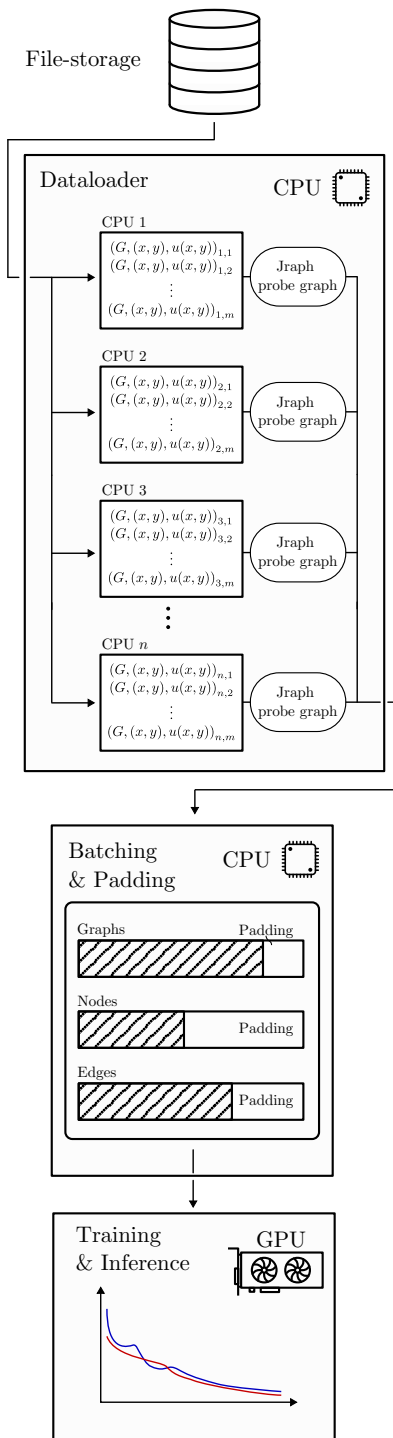 File-storage
Dataloader
CPU
CPU 1
(G, (x, y), u(x, y))_{1,1}
(G, (x, y), u(x, y))_{1,2}
⋮
(G, (x, y), u(x, y))_{1,m}
Jraph
probe graph
CPU 2
(G, (x, y), u(x, y))_{2,1}
(G, (x, y), u(x, y))_{2,2}
⋮
(G, (x, y), u(x, y))_{2,m}
Jraph
probe graph
CPU 3
(G, (x, y), u(x, y))_{3,1}
(G, (x, y), u(x, y))_{3,2}
⋮
(G, (x, y), u(x, y))_{3,m}
Jraph
probe graph
⋮
CPU n
(G, (x, y), u(x, y))_{n,1}
(G, (x, y), u(x, y))_{n,2}
⋮
(G, (x, y), u(x, y))_{n,m}
Jraph
probe graph
Batching
& Padding
CPU
Graphs
Padding
Nodes
Padding
Edges
Padding
Training
& Inference
GPU